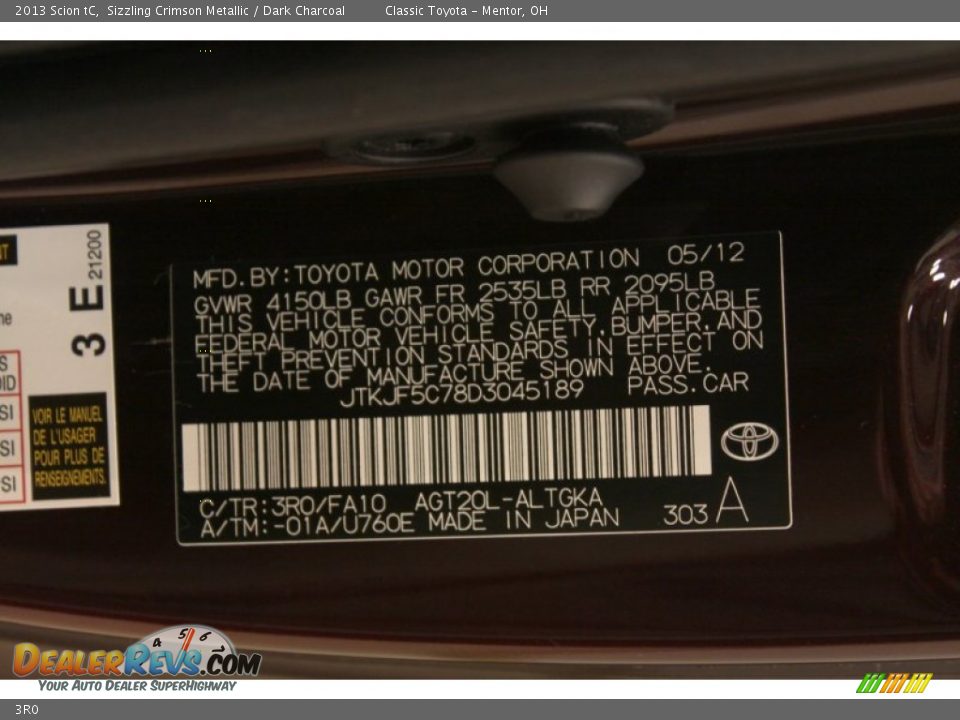 2013 Scion tC, Sizzling Crimson Metallic / Dark Charcoal Classic Toyota - Mentor, OH
3 E 21200
VOIR LE MANUEL
DE L'USAGER
POUR PLUS DE
RENSEIGNEMENTS.
MFD.BY:TOYOTA MOTOR CORPORATION 05/12
GVWR 4150LB GAWR FR 2535LB RR 2095LB
THIS VEHICLE CONFORMS TO ALL APPLICABLE
FEDERAL MOTOR VEHICLE SAFETY,BUMPER,AND
THEFT PREVENTION STANDARDS IN EFFECT ON
THE DATE OF MANUFACTURE SHOWN ABOVE.
JTKJF5C78D3045189 PASS.CAR
C/TR:3R0/FA10 AGT20L-ALTGKA
A/TM:-01A/U760E MADE IN JAPAN 303 A
4 5 6 7
DEALERREVS.COM
YOUR AUTO DEALER SUPERHIGHWAY
3R0